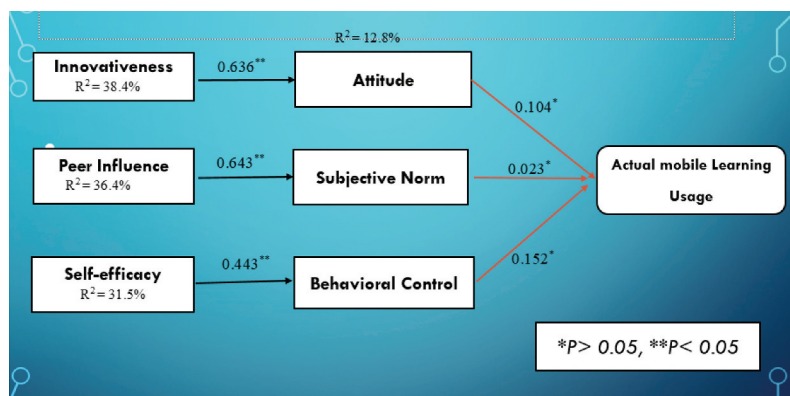 R² = 12.8%
Innovativeness
R² = 38.4%
0.636**
Attitude
0.104*
Peer Influence
R² = 36.4%
0.643**
Subjective Norm
0.023*
Actual mobile Learning
Usage
Self-efficacy
R² = 31.5%
0.443**
Behavioral Control
0.152*
*P> 0.05, **P< 0.05